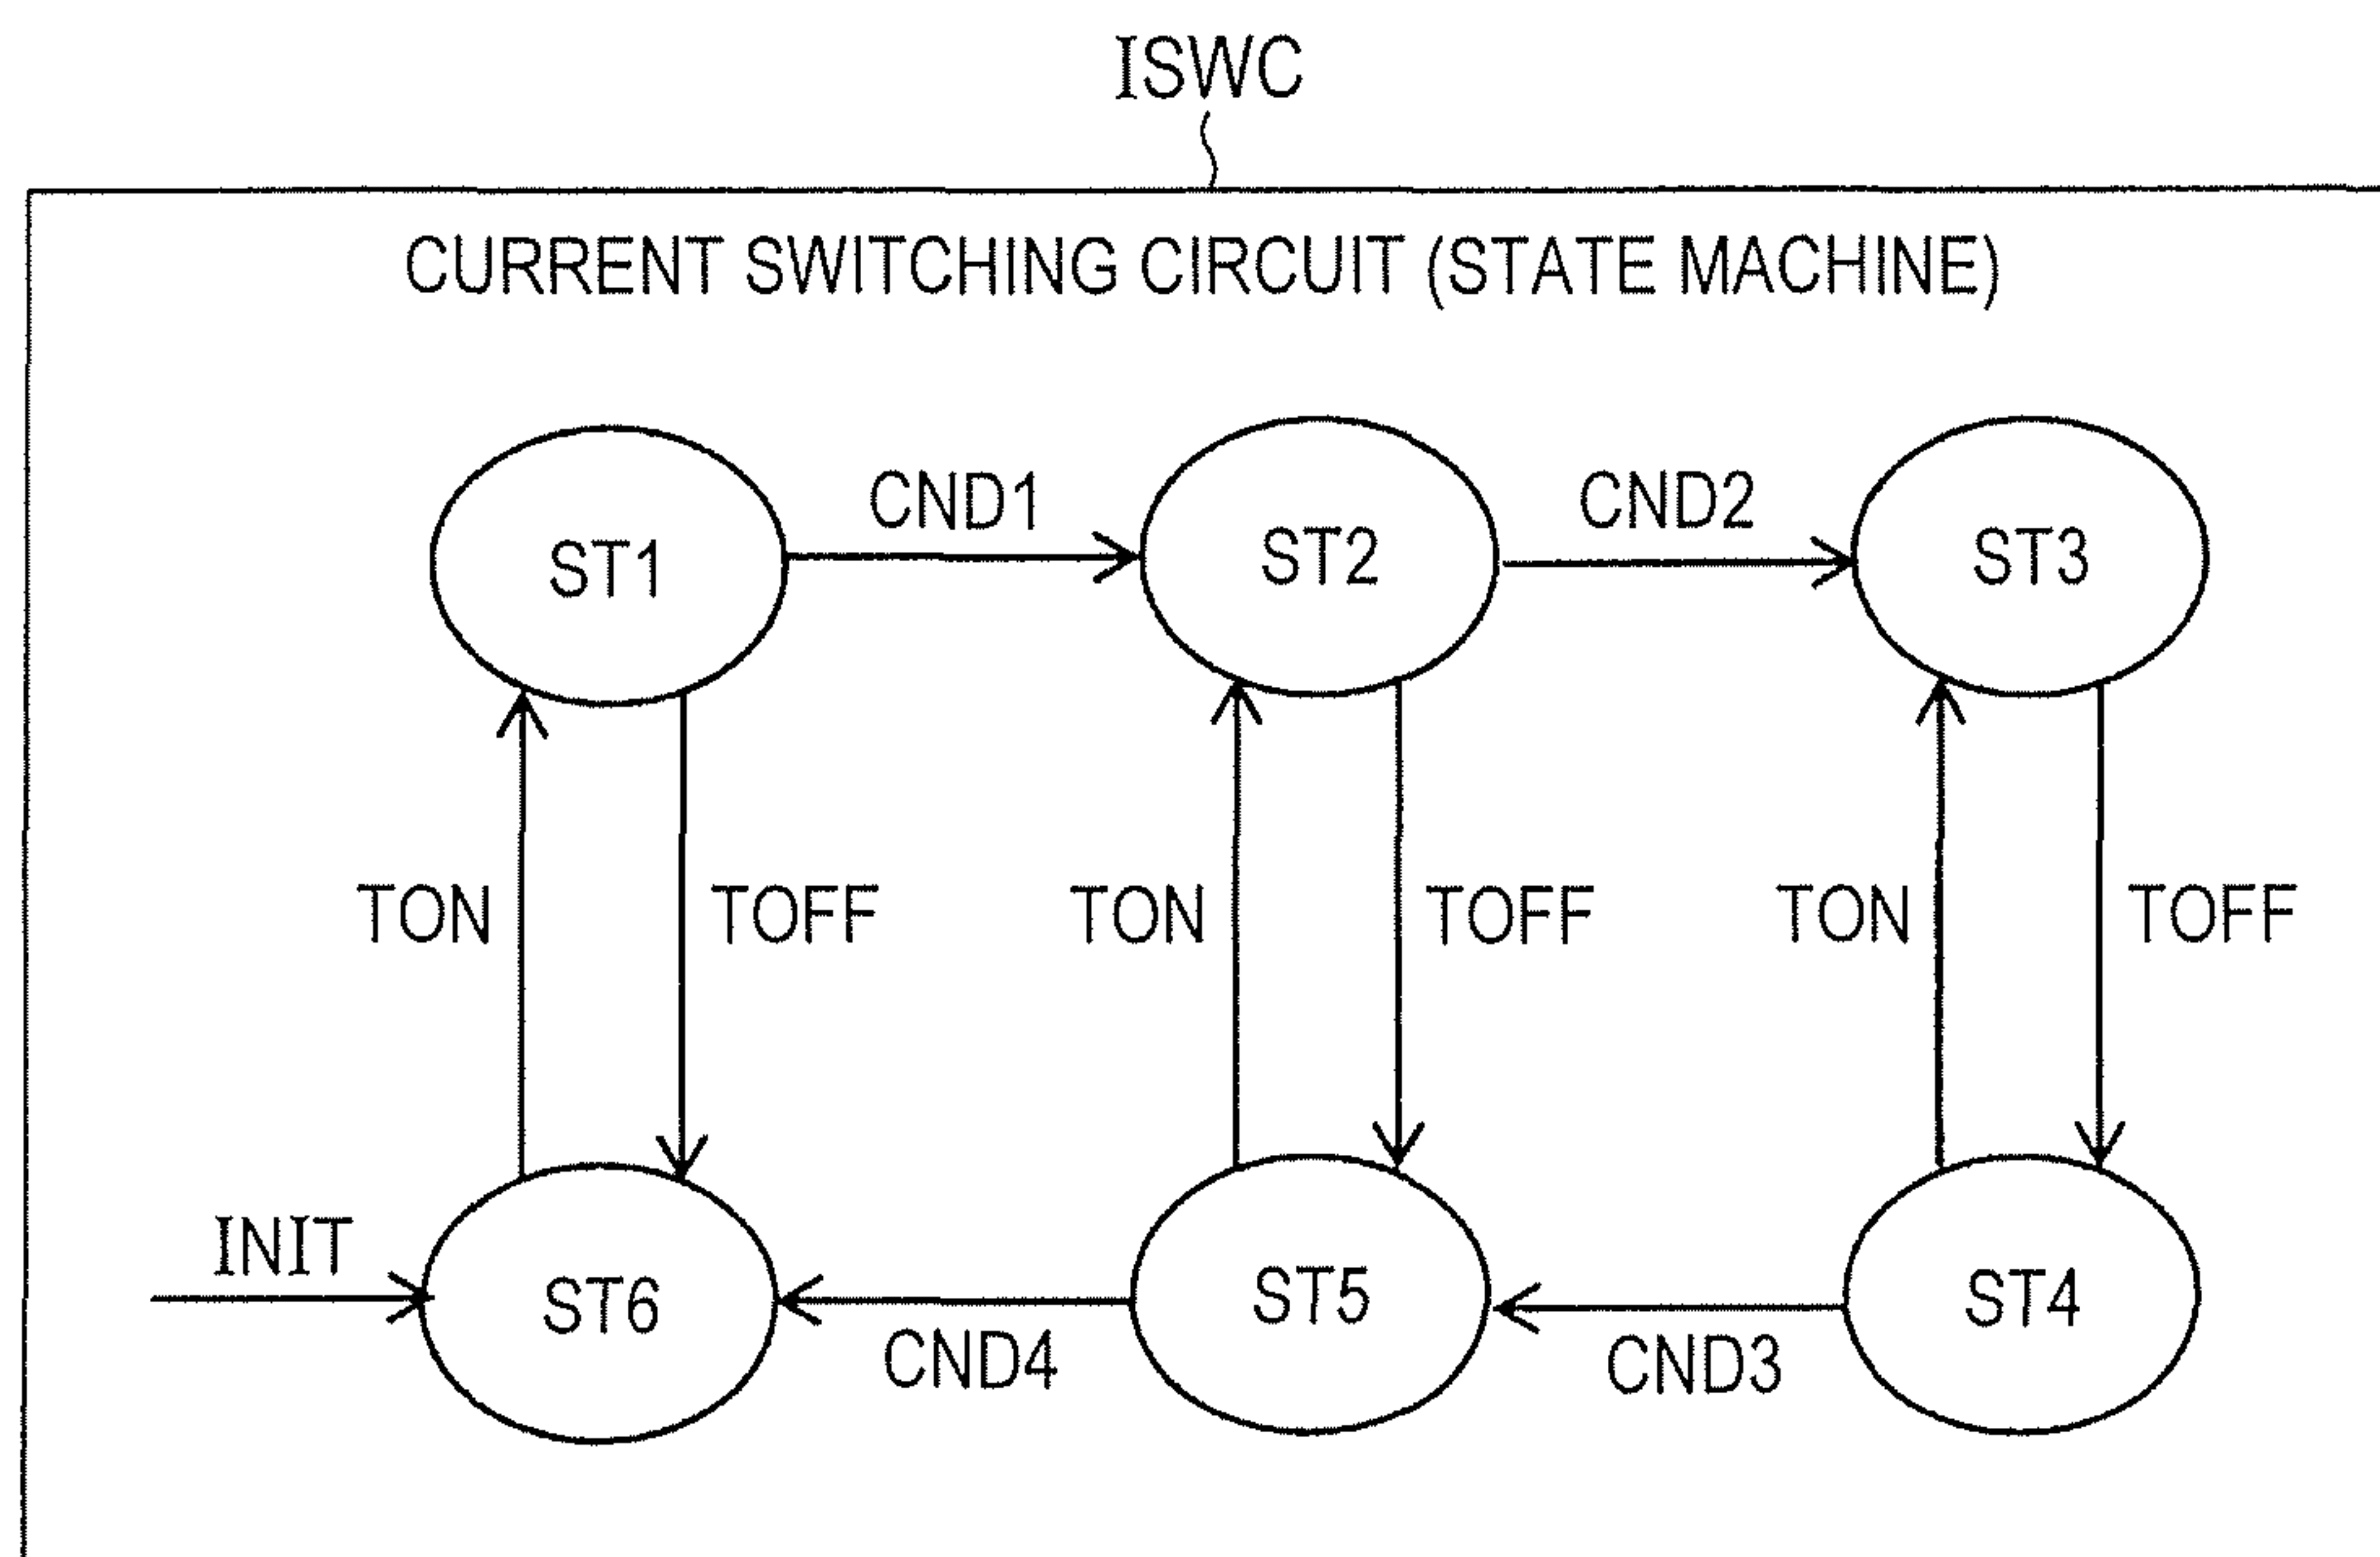 ISWC
CURRENT SWITCHING CIRCUIT (STATE MACHINE)
CND1
CND2
ST1
ST2
ST3
TON
TOFF
TON
TOFF
TON
TOFF
INIT
ST6
ST5
ST4
CND4
CND3